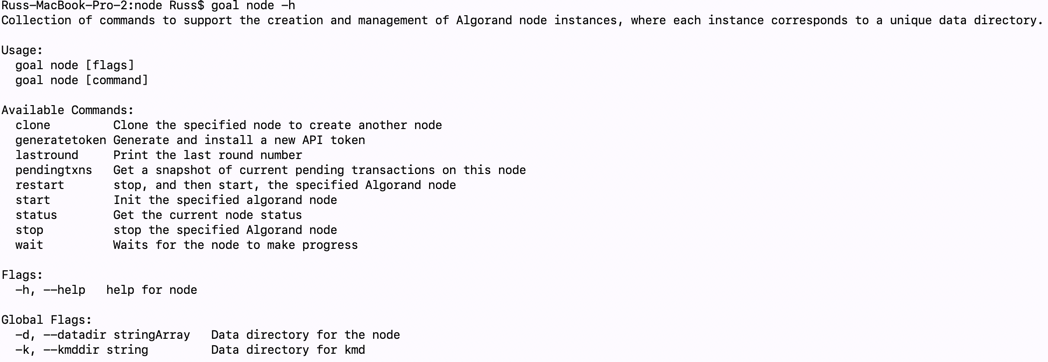 Russ-MacBook-Pro-2:node Russ$ goal node -h
Collection of commands to support the creation and management of Algorand node instances, where each instance corresponds to a unique data directory.

Usage:
  goal node [flags]
  goal node [command]

Available Commands:
  clone         Clone the specified node to create another node
  generatetoken Generate and install a new API token
  lastround     Print the last round number
  pendingtxns   Get a snapshot of current pending transactions on this node
  restart       stop, and then start, the specified Algorand node
  start         Init the specified algorand node
  status        Get the current node status
  stop          stop the specified Algorand node
  wait          Waits for the node to make progress

Flags:
  -h, --help   help for node

Global Flags:
  -d, --datadir stringArray   Data directory for the node
  -k, --kmddir string         Data directory for kmd